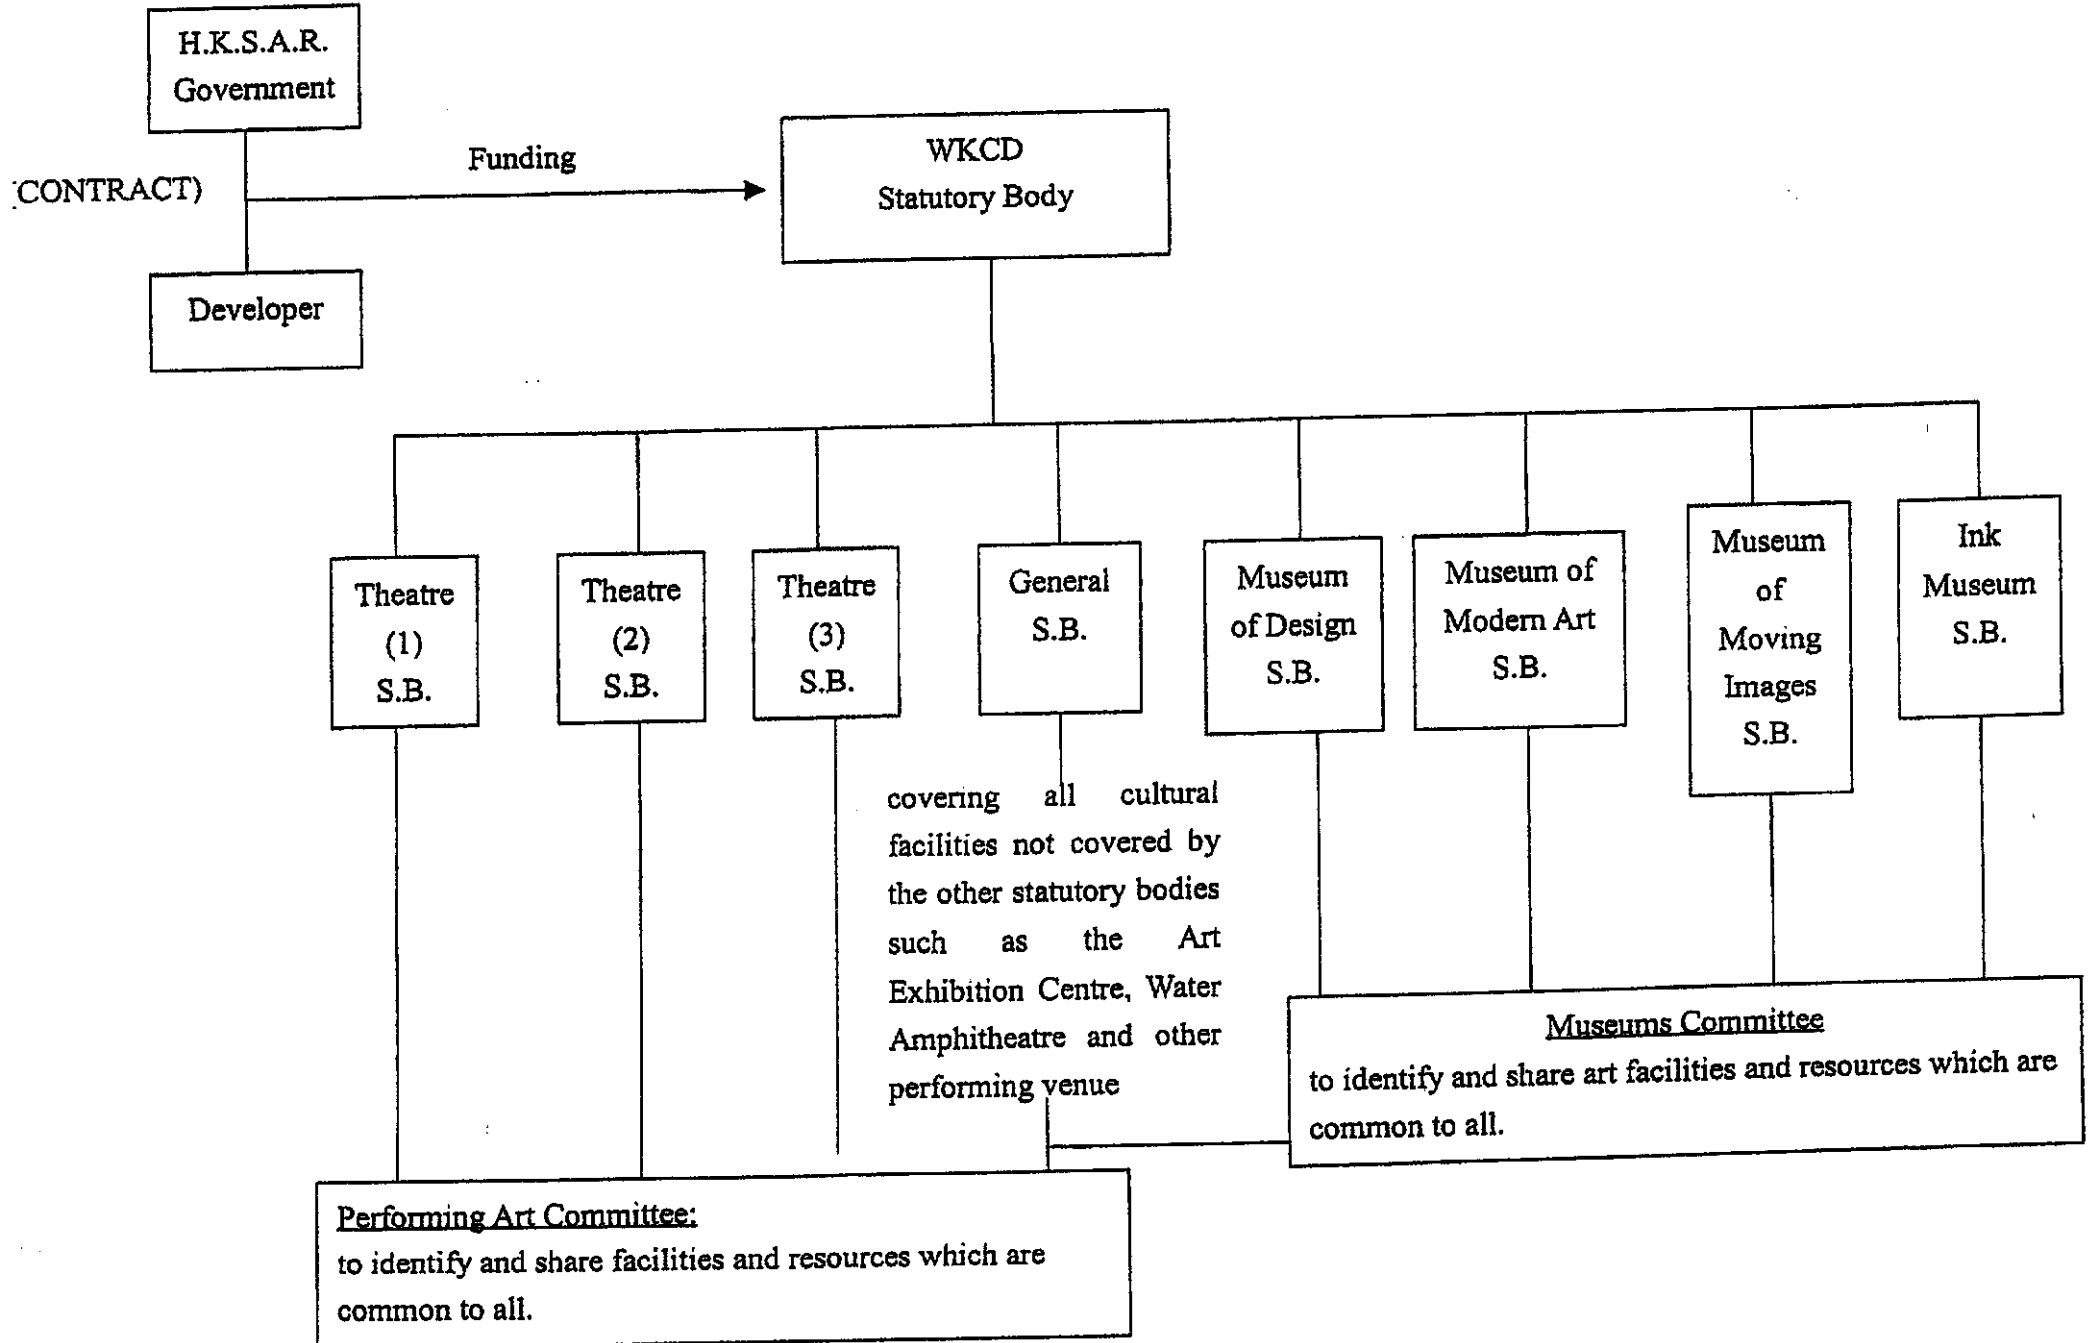 H.K.S.A.R.
Government
CONTRACT)
Funding
WKCD
Statutory Body
Developer
Theatre
(1)
S.B.
Theatre
(2)
S.B.
Theatre
(3)
S.B.
General
S.B.
Museum
of Design
S.B.
Museum of
Modern Art
S.B.
Museum
of
Moving
Images
S.B.
Ink
Museum
S.B.
covering all cultural
facilities not covered by
the other statutory bodies
such as the Art
Exhibition Centre, Water
Amphitheatre and other
performing venue
Museums Committee
to identify and share art facilities and resources which are
common to all.
Performing Art Committee:
to identify and share facilities and resources which are
common to all.